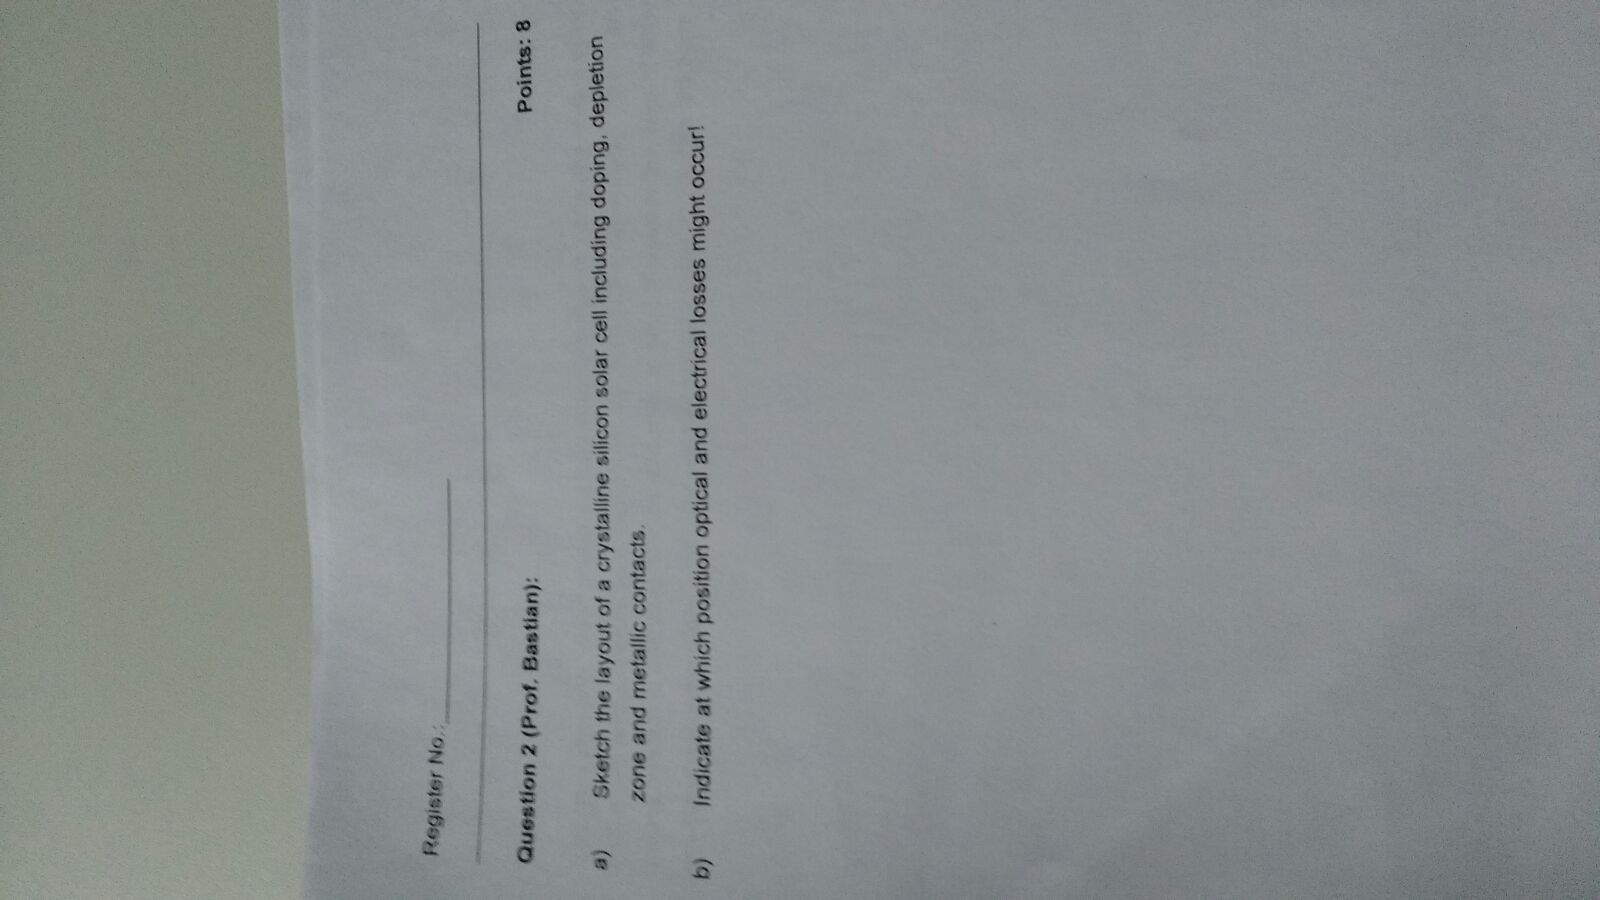 Register No.:
Question 2 (Prof. Bastian):
Points: 8
a) Sketch the layout of a crystalline silicon solar cell including doping, depletion
zone and metallic contacts.
b) Indicate at which position optical and electrical losses might occur!